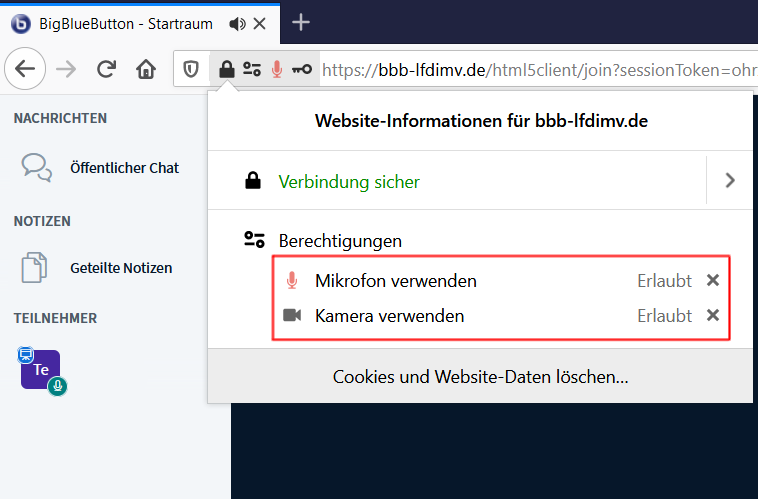 BigBlueButton - Startraum
https://bbb-lfdimv.de/html5client/join?sessionToken=ohr
NACHRICHTEN
Öffentlicher Chat
NOTIZEN
Geteilte Notizen
TEILNEHMER
Te
Website-Informationen für bbb-lfdimv.de
Verbindung sicher
Berechtigungen
Mikrofon verwenden Erlaubt
Kamera verwenden Erlaubt
Cookies und Website-Daten löschen...